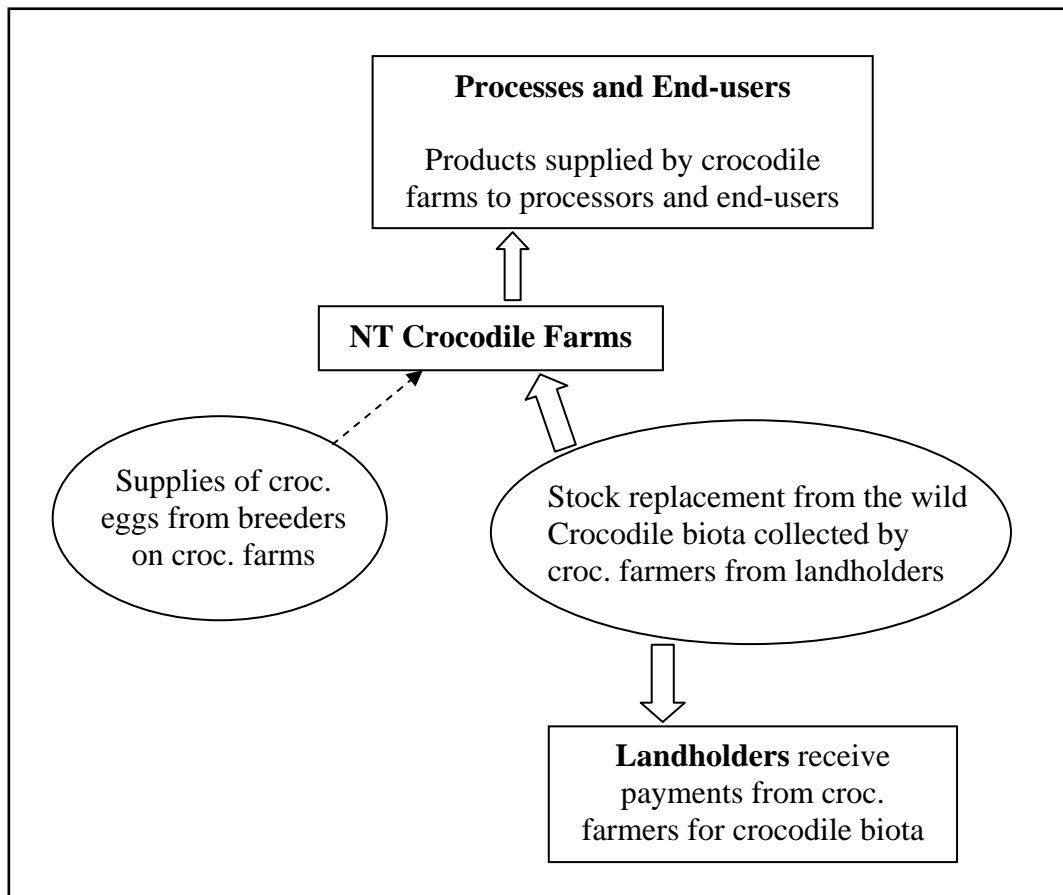 Processes and End-users
Products supplied by crocodile
farms to processors and end-users
NT Crocodile Farms
Supplies of croc.
eggs from breeders
on croc. farms
Stock replacement from the wild
Crocodile biota collected by
croc. farmers from landholders
Landholders receive
payments from croc.
farmers for crocodile biota